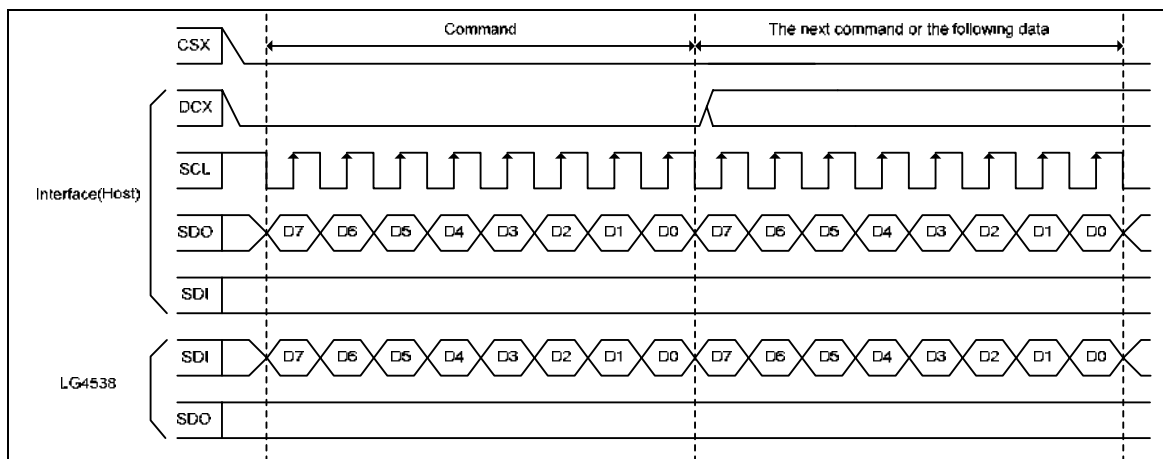 Command
The next command or the following data
CSX
DCX
SCL
Interface(Host)
SDO D7 D6 D5 D4 D3 D2 D1 D0 D7 D6 D5 D4 D3 D2 D1 D0
SDI
SDI D7 D6 D5 D4 D3 D2 D1 D0 D7 D6 D5 D4 D3 D2 D1 D0
LG4538
SDO